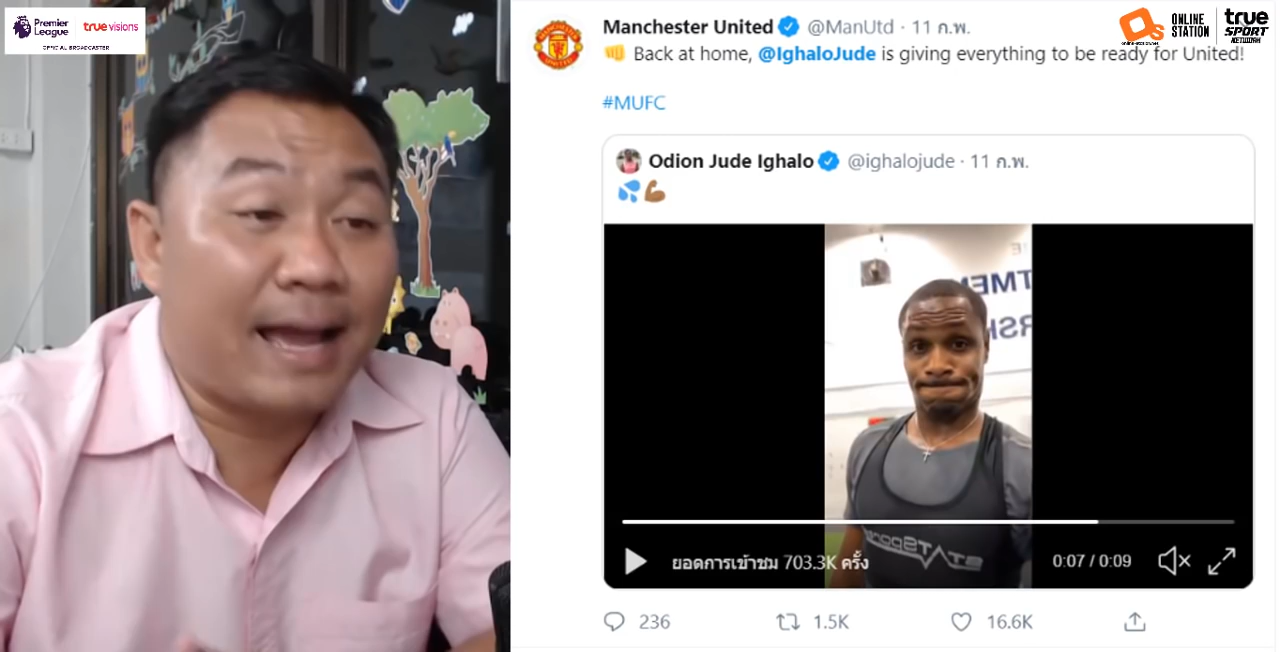 Premier League
true visions
OFFICIAL BROADCASTER
ONLINE STATION
true SPORT NETWORK
Manchester United @ManUtd · 11 ก.พ.
👊 Back at home, @IghaloJude is giving everything to be ready for United!
#MUFC
Odion Jude Ighalo @ighalojude · 11 ก.พ.
💦💪🏾
STATSports
ยอดการเข้าชม 703.3K ครั้ง
0:07 / 0:09
236
1.5K
16.6K